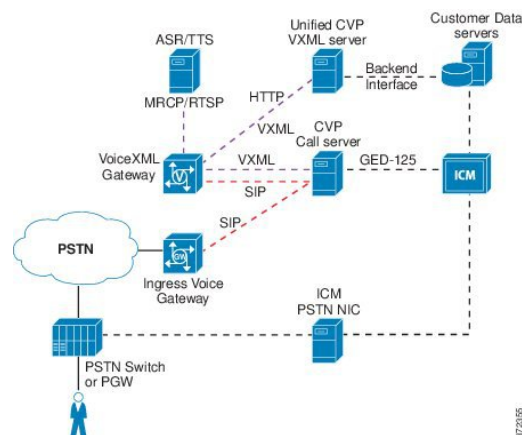 ASR/TTS
MRCP/RTSP
Unified CVP
VXML server
Customer Data
servers
Backend
Interface
HTTP
VXML
CVP
Call server
VoiceXML
Gateway
V
VXML
SIP
GED-125
ICM
SIP
PSTN
GW
Ingress Voice
Gateway
ICM
PSTN NIC
PSTN Switch
or PGW